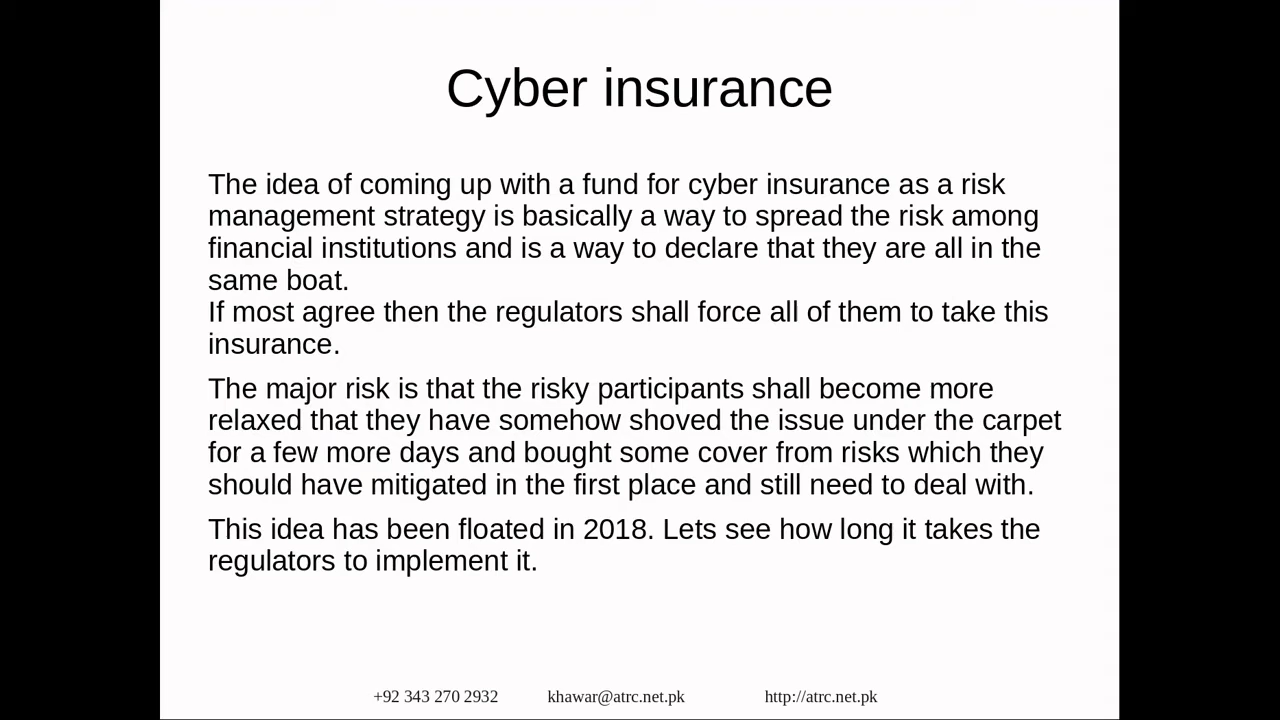 Cyber insurance
The idea of coming up with a fund for cyber insurance as a risk
management strategy is basically a way to spread the risk among
financial institutions and is a way to declare that they are all in the
same boat.
If most agree then the regulators shall force all of them to take this
insurance.
The major risk is that the risky participants shall become more
relaxed that they have somehow shoved the issue under the carpet
for a few more days and bought some cover from risks which they
should have mitigated in the first place and still need to deal with.
This idea has been floated in 2018. Lets see how long it takes the
regulators to implement it.
+92 343 270 2932 khawar@atrc.net.pk http://atrc.net.pk